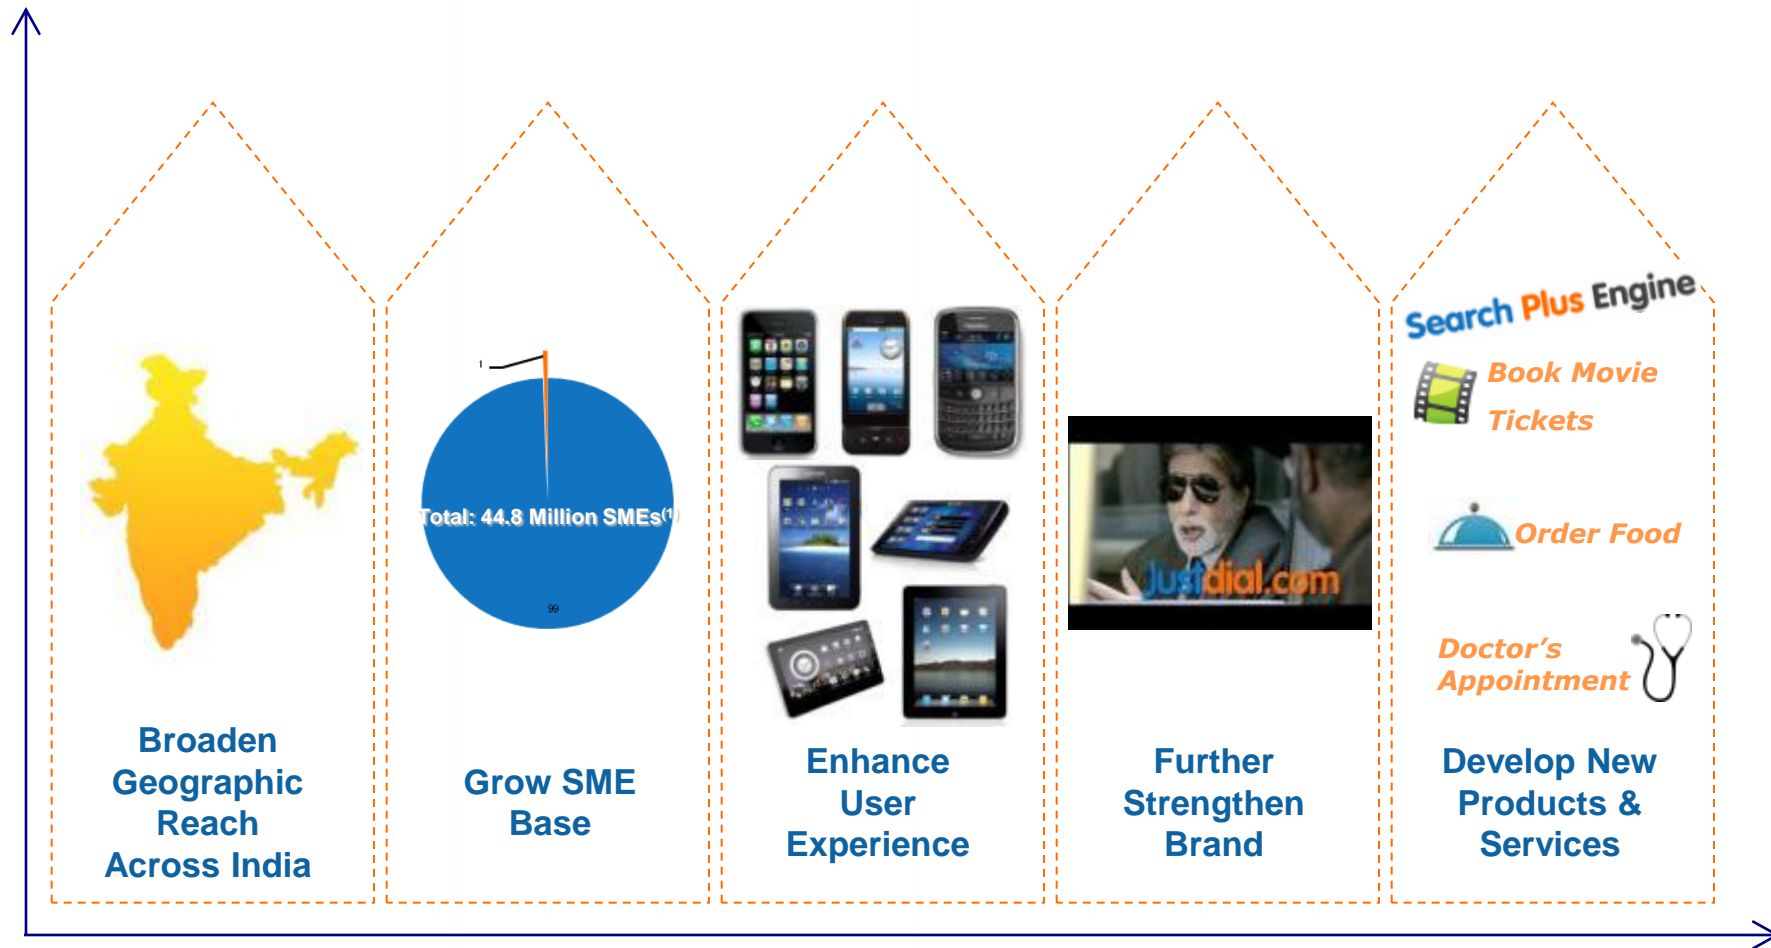 Broaden
Geographic
Reach
Across India
1
Total: 44.8 Million SMEs(1)
99
Grow SME
Base
Enhance
User
Experience
Justdial.com
Further
Strengthen
Brand
Search Plus Engine
Book Movie
Tickets
Order Food
Doctor’s
Appointment
Develop New
Products &
Services